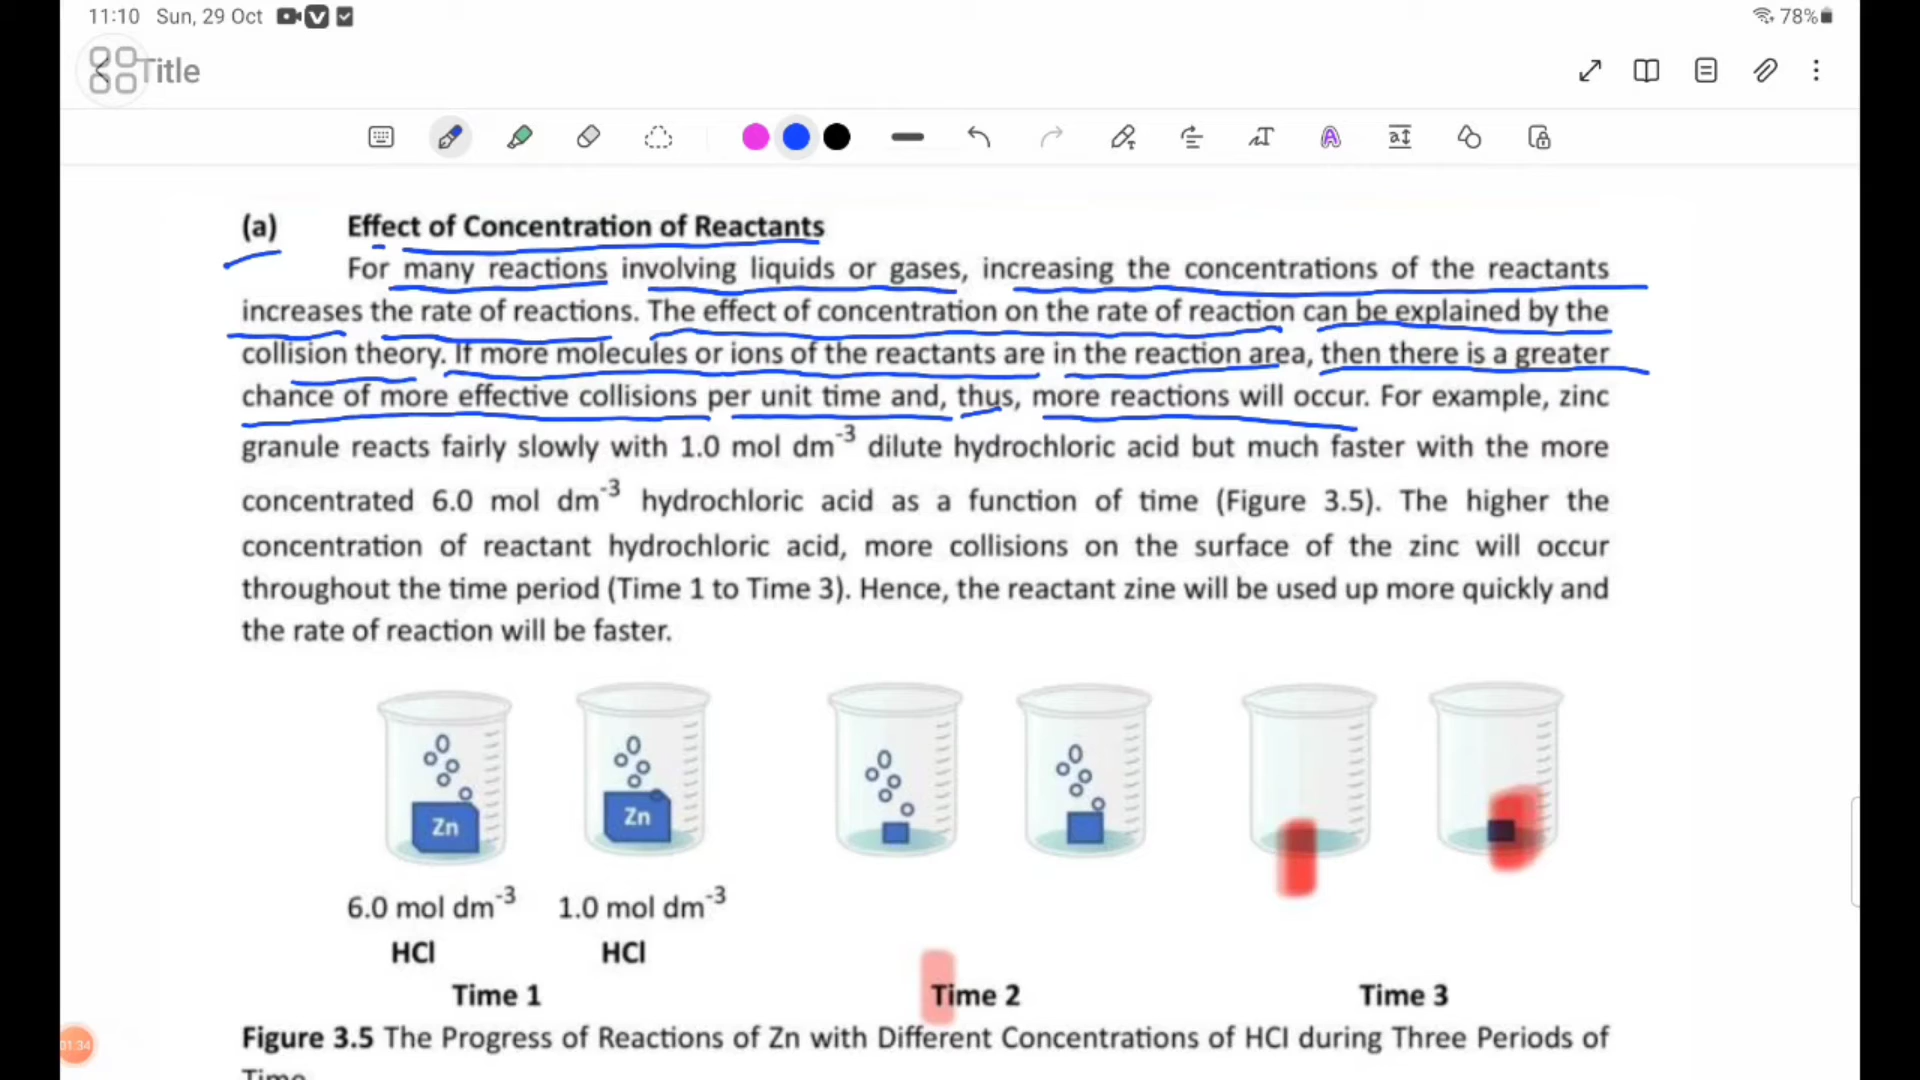 11:10 Sun, 29 Oct 78%
Title
(a) Effect of Concentration of Reactants
For many reactions involving liquids or gases, increasing the concentrations of the reactants
increases the rate of reactions. The effect of concentration on the rate of reaction can be explained by the
collision theory. If more molecules or ions of the reactants are in the reaction area, then there is a greater
chance of more effective collisions per unit time and, thus, more reactions will occur. For example, zinc
granule reacts fairly slowly with 1.0 mol dm-3 dilute hydrochloric acid but much faster with the more
concentrated 6.0 mol dm-3 hydrochloric acid as a function of time (Figure 3.5). The higher the
concentration of reactant hydrochloric acid, more collisions on the surface of the zinc will occur
throughout the time period (Time 1 to Time 3). Hence, the reactant zine will be used up more quickly and
the rate of reaction will be faster.
Zn Zn
6.0 mol dm-3 1.0 mol dm-3
HCl HCl
Time 1 Time 2 Time 3
Figure 3.5 The Progress of Reactions of Zn with Different Concentrations of HCl during Three Periods of
Time
01:34